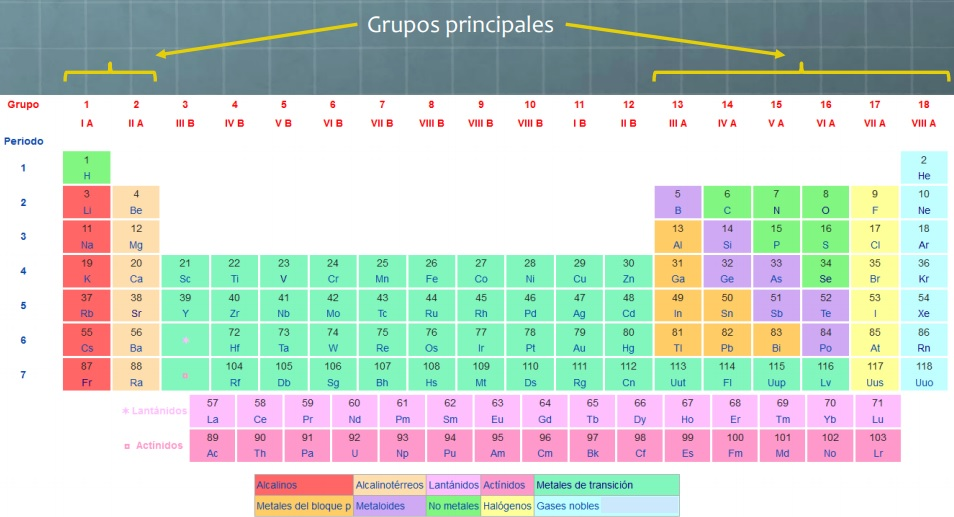 Grupos principales
Grupo 1 2 3 4 5 6 7 8 9 10 11 12 13 14 15 16 17 18
I A II A III B IV B V B VI B VII B VIII B VIII B VIII B I B II B III A IV A V A VI A VII A VIII A
Periodo
1 1 2
H He
2 3 4 5 6 7 8 9 10
Li Be B C N O F Ne
3 11 12 13 14 15 16 17 18
Na Mg Al Si P S Cl Ar
4 19 20 21 22 23 24 25 26 27 28 29 30 31 32 33 34 35 36
K Ca Sc Ti V Cr Mn Fe Co Ni Cu Zn Ga Ge As Se Br Kr
5 37 38 39 40 41 42 43 44 45 46 47 48 49 50 51 52 53 54
Rb Sr Y Zr Nb Mo Tc Ru Rh Pd Ag Cd In Sn Sb Te I Xe
6 55 56 * 72 73 74 75 76 77 78 79 80 81 82 83 84 85 86
Cs Ba Hf Ta W Re Os Ir Pt Au Hg Tl Pb Bi Po At Rn
7 87 88 ¤ 104 105 106 107 108 109 110 111 112 113 114 115 116 117 118
Fr Ra Rf Db Sg Bh Hs Mt Ds Rg Cn Uut Fl Uup Lv Uus Uuo
* Lantánidos 57 58 59 60 61 62 63 64 65 66 67 68 69 70 71
La Ce Pr Nd Pm Sm Eu Gd Tb Dy Ho Er Tm Yb Lu
¤ Actínidos 89 90 91 92 93 94 95 96 97 98 99 100 101 102 103
Ac Th Pa U Np Pu Am Cm Bk Cf Es Fm Md No Lr
Alcalinos Alcalinotérreos Lantánidos Actínidos Metales de transición
Metales del bloque p Metaloides No metales Halógenos Gases nobles